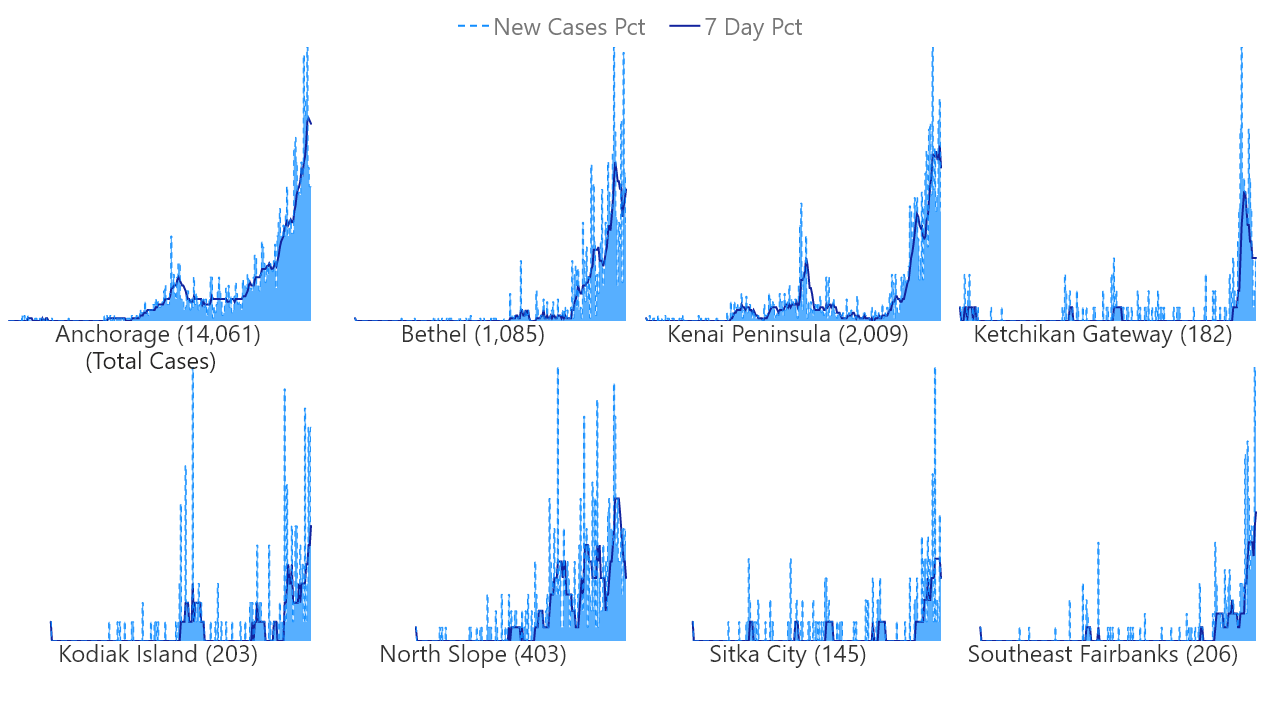 New Cases Pct 7 Day Pct
Anchorage (14,061)
(Total Cases)
Bethel (1,085)
Kenai Peninsula (2,009)
Ketchikan Gateway (182)
Kodiak Island (203)
North Slope (403)
Sitka City (145)
Southeast Fairbanks (206)